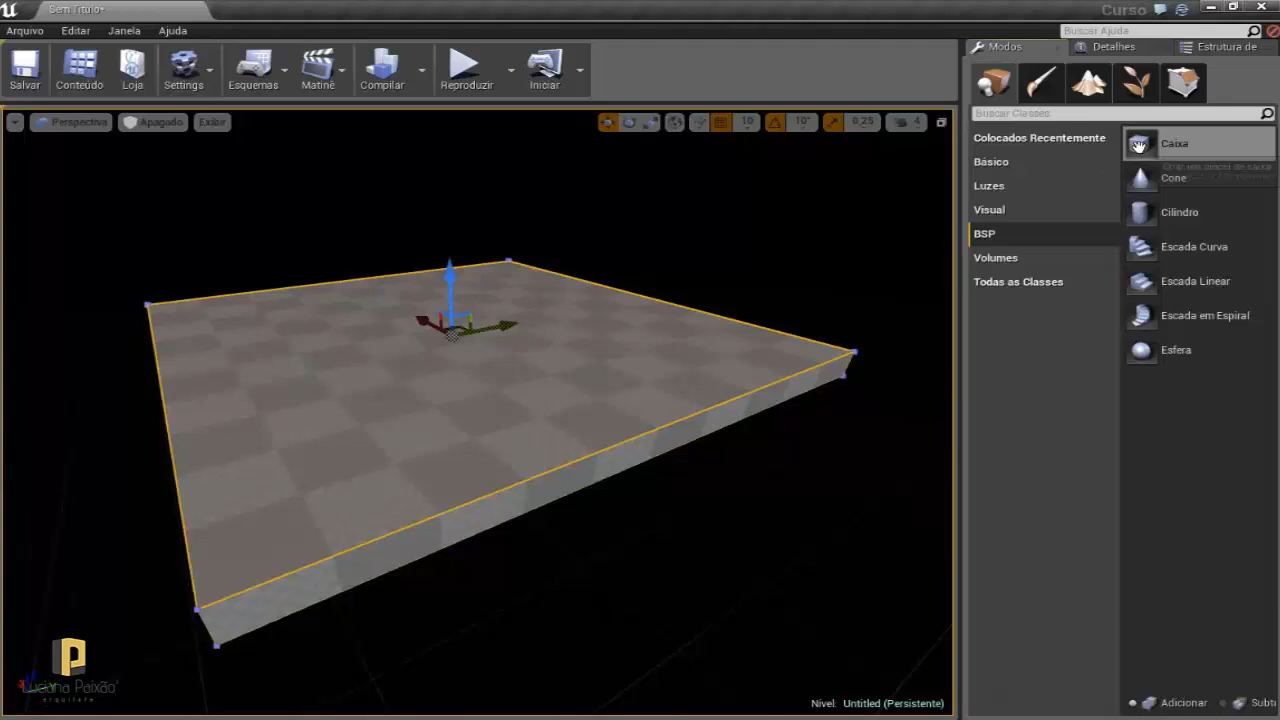 Sem Título*
Curso
Arquivo Editar Janela Ajuda
Buscar Ajuda
Salvar Conteúdo Loja Settings Esquemas Matinê Compilar Reproduzir Iniciar
Modos Detalhes Estrutura de
Buscar Classes
Perspectiva Apagado Exibir 10 10° 0,25 4
Colocados Recentemente
Básico
Luzes
Visual
BSP
Volumes
Todas as Classes
Caixa
Cone
Cilindro
Escada Curva
Escada Linear
Escada em Espiral
Esfera
Luciana Paixão
arquiteta
Nível: Untitled (Persistente)
Adicionar Subt